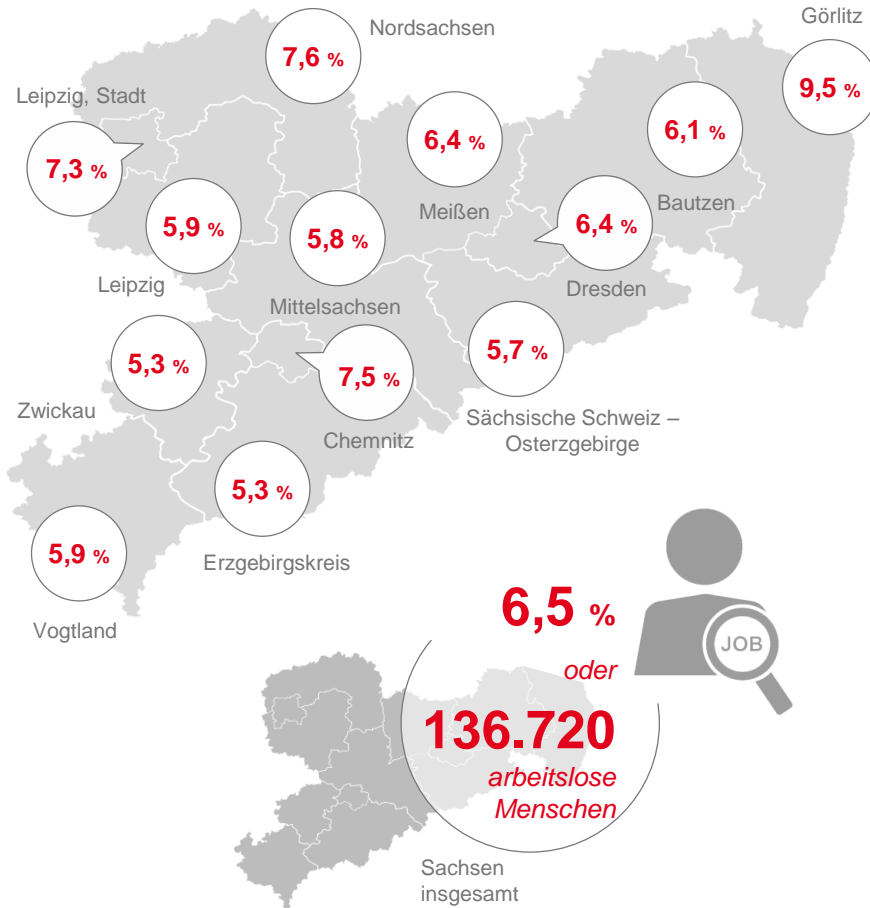 Görlitz
9,5 %
Nordsachsen
7,6 %
Leipzig, Stadt
7,3 %
6,4 %
Meißen
6,1 %
Bautzen
5,9 %
Leipzig
5,8 %
Mittelsachsen
6,4 %
Dresden
5,3 %
Zwickau
7,5 %
Chemnitz
5,7 %
Sächsische Schweiz –
Osterzgebirge
5,3 %
Erzgebirgskreis
5,9 %
Vogtland
6,5 %
oder
136.720
arbeitslose
Menschen
JOB
Sachsen
insgesamt